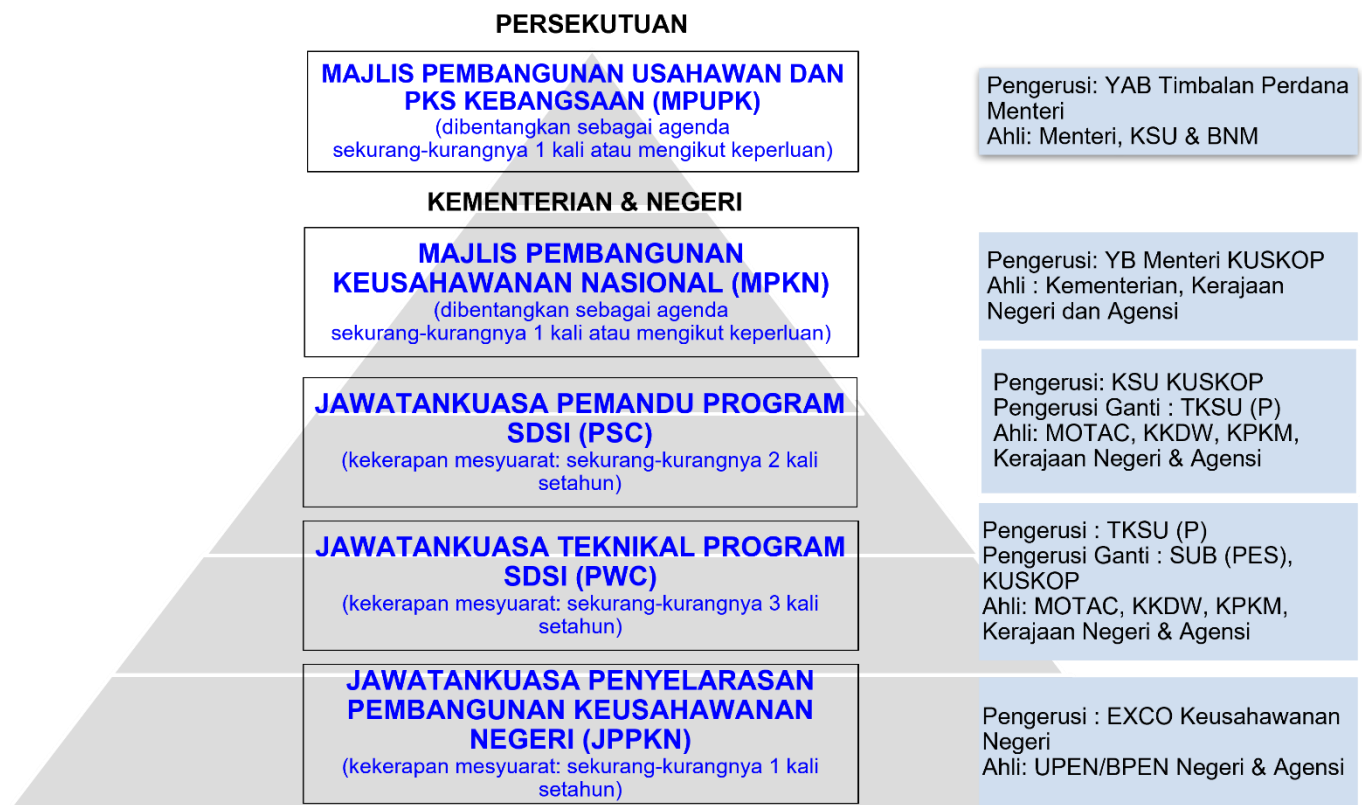 PERSEKUTUAN
MAJLIS PEMBANGUNAN USAHAWAN DAN
PKS KEBANGSAAN (MPUPK)
(dibentangkan sebagai agenda
sekurang-kurangnya 1 kali atau mengikut keperluan)
Pengerusi: YAB Timbalan Perdana
Menteri
Ahli: Menteri, KSU & BNM
KEMENTERIAN & NEGERI
MAJLIS PEMBANGUNAN
KEUSAHAWANAN NASIONAL (MPKN)
(dibentangkan sebagai agenda
sekurang-kurangnya 1 kali atau mengikut keperluan)
Pengerusi: YB Menteri KUSKOP
Ahli : Kementerian, Kerajaan
Negeri dan Agensi
JAWATANKUASA PEMANDU PROGRAM
SDSI (PSC)
(kekerapan mesyuarat: sekurang-kurangnya 2 kali
setahun)
Pengerusi: KSU KUSKOP
Pengerusi Ganti : TKSU (P)
Ahli: MOTAC, KKDW, KPKM,
Kerajaan Negeri & Agensi
JAWATANKUASA TEKNIKAL PROGRAM
SDSI (PWC)
(kekerapan mesyuarat: sekurang-kurangnya 3 kali
setahun)
Pengerusi : TKSU (P)
Pengerusi Ganti : SUB (PES),
KUSKOP
Ahli: MOTAC, KKDW, KPKM,
Kerajaan Negeri & Agensi
JAWATANKUASA PENYELARASAN
PEMBANGUNAN KEUSAHAWANAN
NEGERI (JPPKN)
(kekerapan mesyuarat: sekurang-kurangnya 1 kali
setahun)
Pengerusi : EXCO Keusahawanan
Negeri
Ahli: UPEN/BPEN Negeri & Agensi